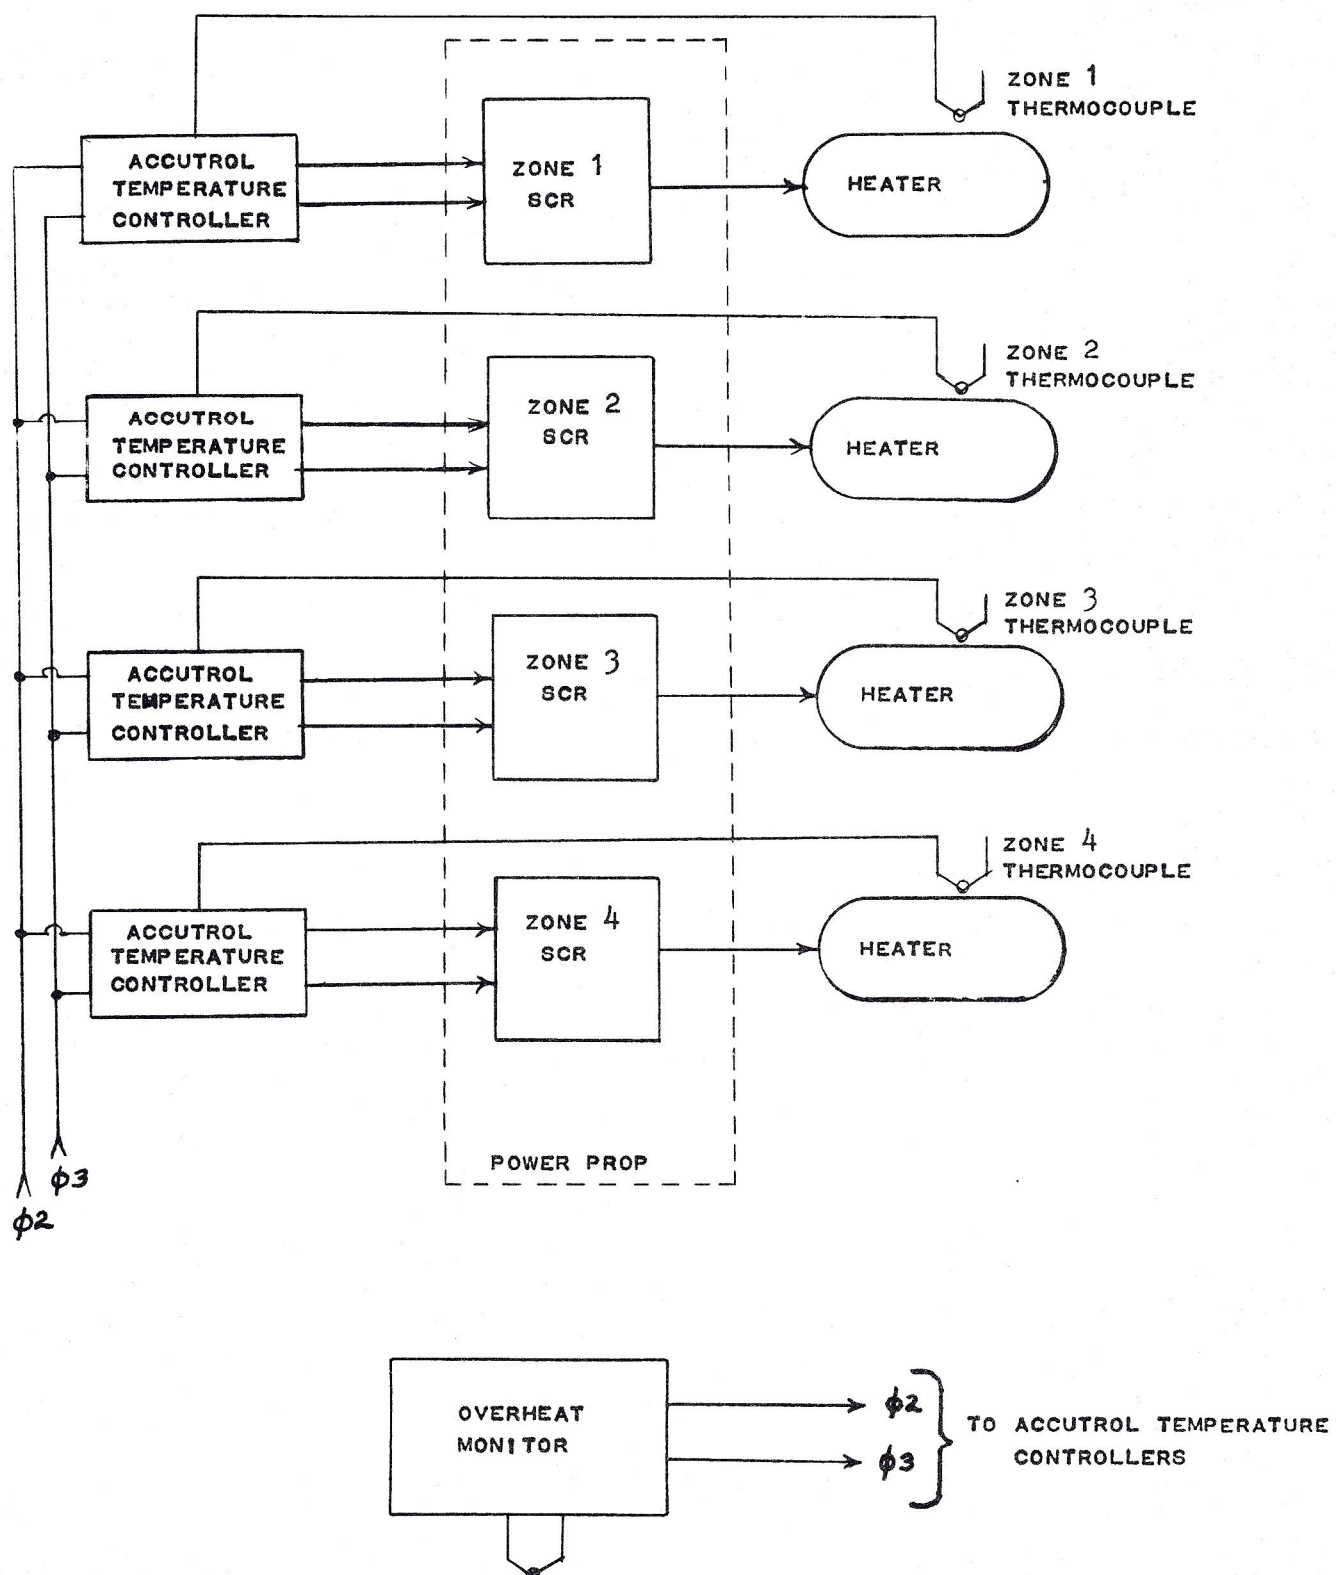 ZONE 1
THERMOCOUPLE
ACCUTROL
TEMPERATURE
CONTROLLER
ZONE 1
SCR
HEATER
ZONE 2
THERMOCOUPLE
ACCUTROL
TEMPERATURE
CONTROLLER
ZONE 2
SCR
HEATER
ZONE 3
THERMOCOUPLE
ACCUTROL
TEMPERATURE
CONTROLLER
ZONE 3
SCR
HEATER
ZONE 4
THERMOCOUPLE
ACCUTROL
TEMPERATURE
CONTROLLER
ZONE 4
SCR
HEATER
POWER PROP
ϕ3
ϕ2
OVERHEAT
MONITOR
ϕ2
ϕ3
TO ACCUTROL TEMPERATURE
CONTROLLERS